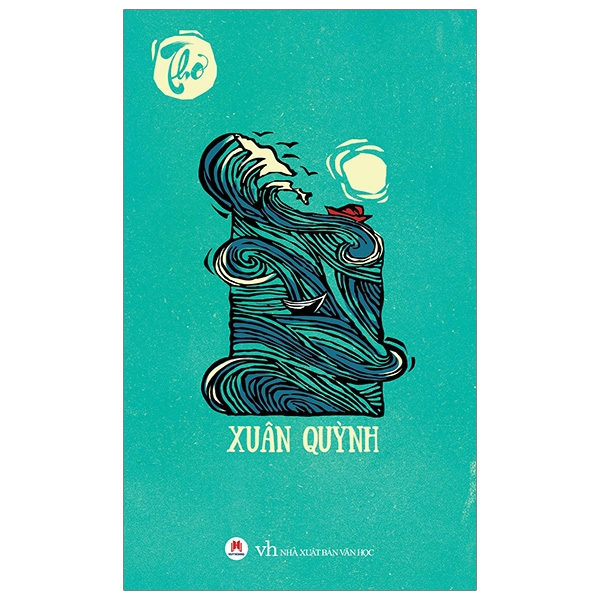 Thơ
XUÂN QUỲNH
vh NHÀ XUẤT BẢN VĂN HỌC